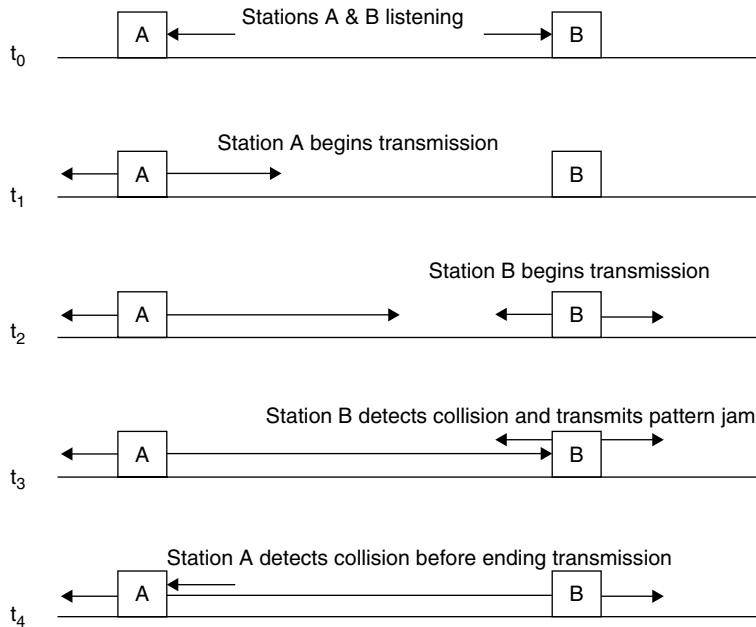 Stations A & B listening
A
B
t0
Station A begins transmission
A
B
t1
Station B begins transmission
A
B
t2
Station B detects collision and transmits pattern jam
A
B
t3
Station A detects collision before ending transmission
A
B
t4